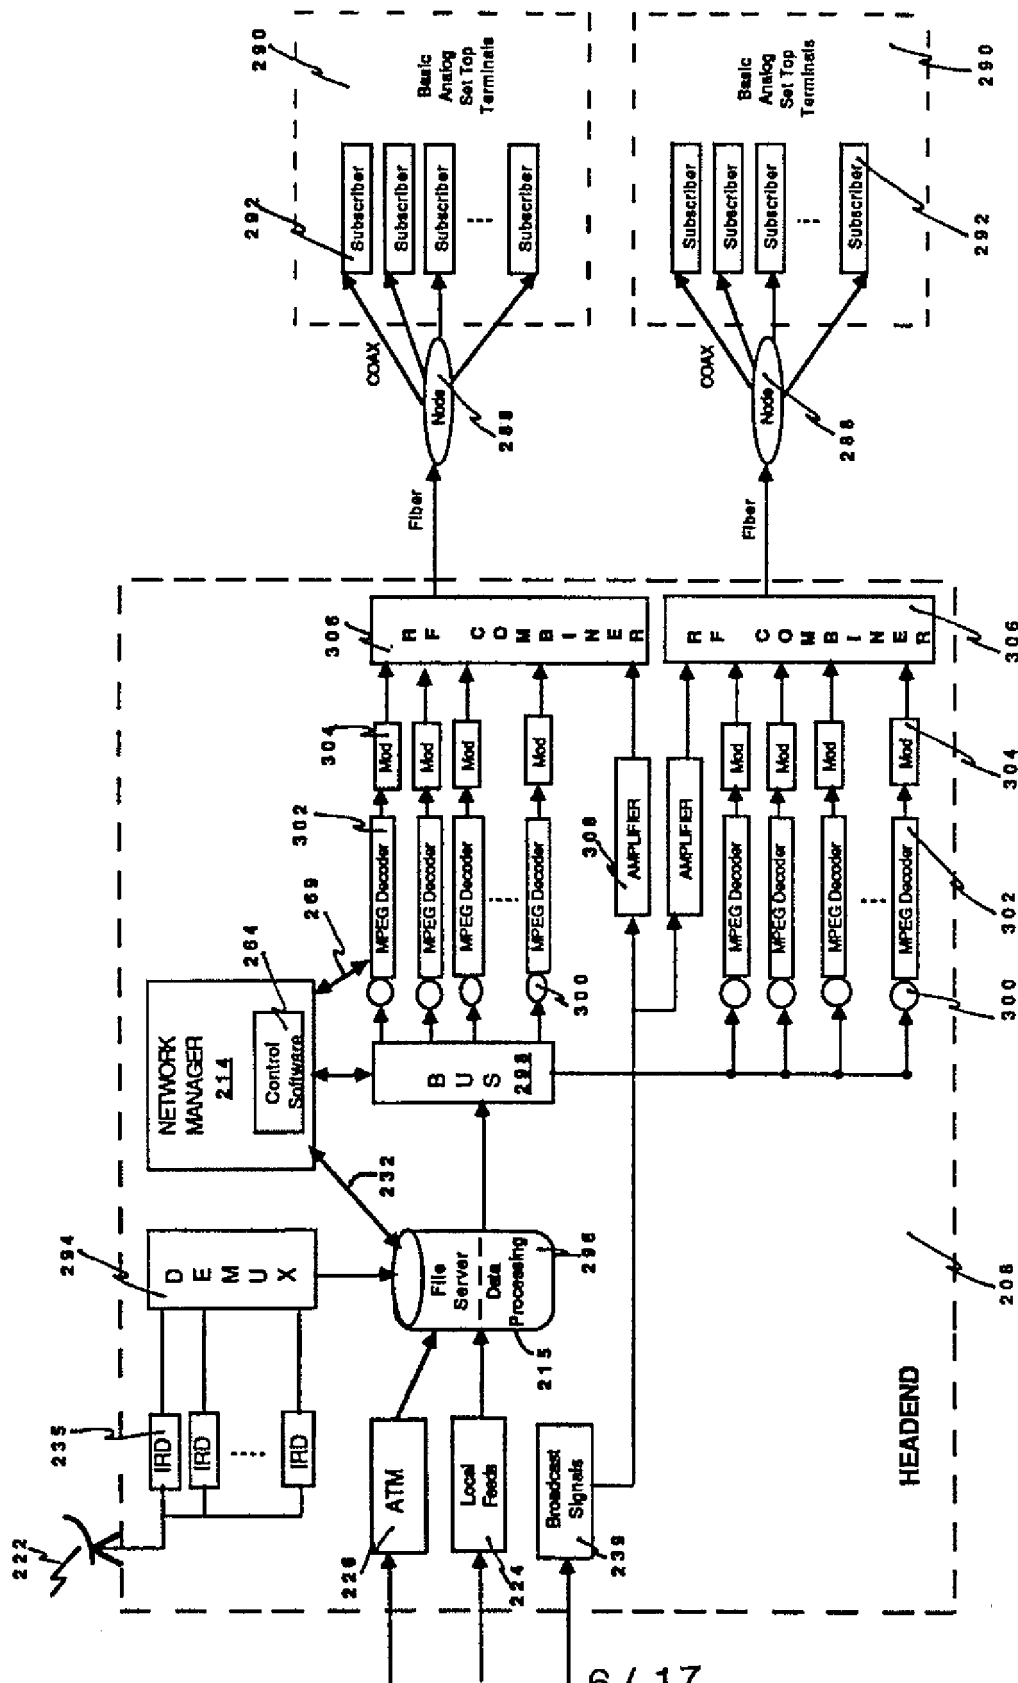 222
235
IRD
IRD
IRD
294
DEMUX
226
ATM
224
Local
Feeds
239
Broadcast
Signals
File
Server
Data
Processing
215
296
232
NETWORK
MANAGER
214
Control
Software
264
269
BUS
298
300
MPEG Decoder
MPEG Decoder
MPEG Decoder
MPEG Decoder
302
Mod
Mod
Mod
Mod
304
306
RF COMBINER
308
AMPLIFIER
AMPLIFIER
MPEG Decoder
MPEG Decoder
MPEG Decoder
MPEG Decoder
300
302
Mod
Mod
Mod
Mod
304
RF COMBINER
306
HEADEND
208
Fiber
Node
288
COAX
292
Subscriber
Subscriber
Subscriber
Subscriber
Basic
Analog
Set Top
Terminals
290
Fiber
Node
288
COAX
Subscriber
Subscriber
Subscriber
Subscriber
292
Basic
Analog
Set Top
Terminals
290
/ 17